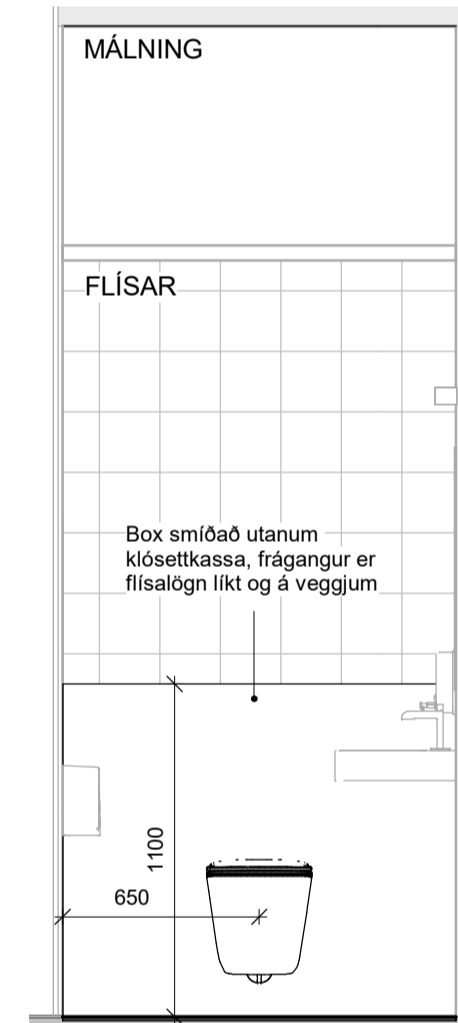 MÁLNING
FLÍSAR
Box smíðað utanum
klósettkassa, frágangur er
flísalögn líkt og á veggjum
1100
650